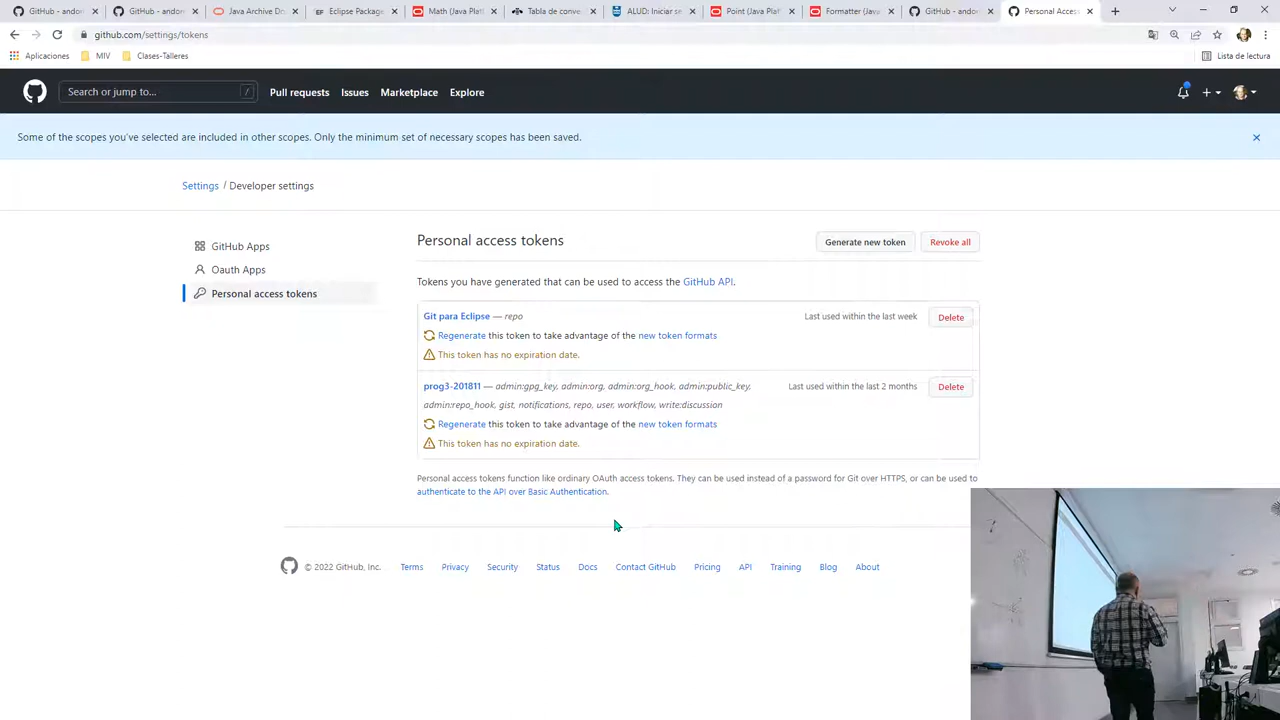 GitHub - andor
GitHub - andor
Java Archive Do
Eclipse Package
Math (Java Plat
Tabla de conve
ALUD: Iniciar se
Point (Java Plat
Formatter (Java
GitHub - andor
Personal Acces
github.com/settings/tokens
Aplicaciones
MIV
Clases-Talleres
Lista de lectura
Search or jump to...
/
Pull requests
Issues
Marketplace
Explore
Some of the scopes you've selected are included in other scopes. Only the minimum set of necessary scopes has been saved.
Settings / Developer settings
GitHub Apps
Oauth Apps
Personal access tokens
Personal access tokens
Generate new token
Revoke all
Tokens you have generated that can be used to access the GitHub API.
Git para Eclipse — repo
Last used within the last week
Delete
Regenerate this token to take advantage of the new token formats
This token has no expiration date.
prog3-201811 — admin:gpg_key, admin:org, admin:org_hook, admin:public_key,
Last used within the last 2 months
Delete
admin:repo_hook, gist, notifications, repo, user, workflow, write:discussian
Regenerate this token to take advantage of the new token formats
This token has no expiration date.
Personal access tokens function like ordinary OAuth access tokens. They can be used instead of a password for Git over HTTPS, or can be used to
authenticate to the API over Basic Authentication.
© 2022 GitHub, Inc.
Terms
Privacy
Security
Status
Docs
Contact GitHub
Pricing
API
Training
Blog
About